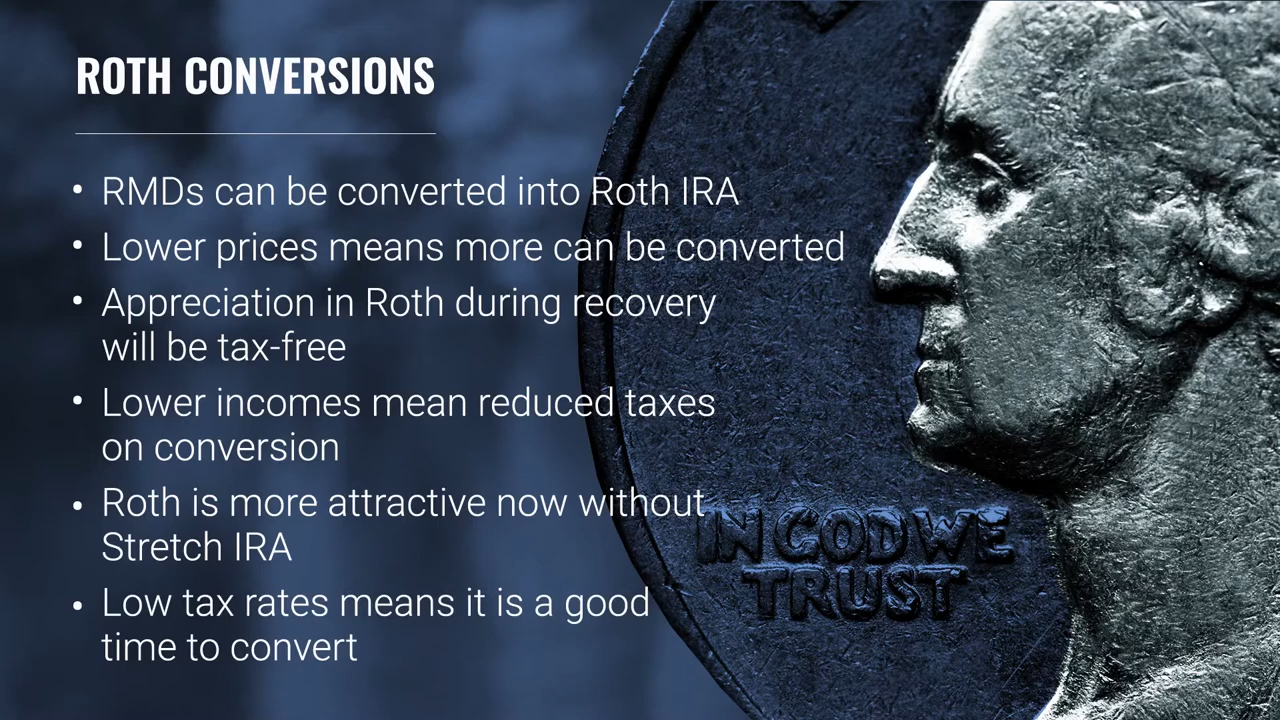 ROTH CONVERSIONS
• RMDs can be converted into Roth IRA
• Lower prices means more can be converted
• Appreciation in Roth during recovery
will be tax-free
• Lower incomes mean reduced taxes
on conversion
• Roth is more attractive now without
Stretch IRA
• Low tax rates means it is a good
time to convert
IN GOD WE
TRUST